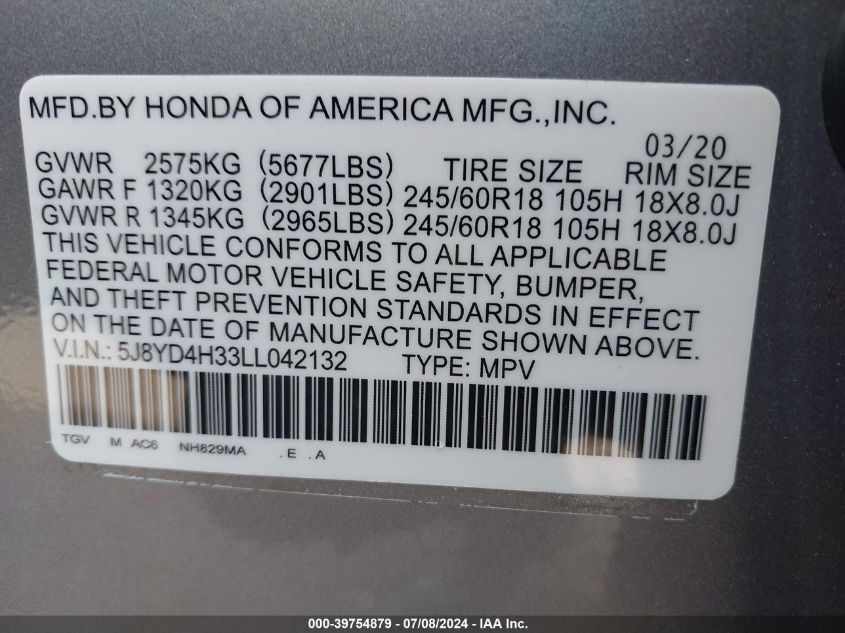 MFD.BY HONDA OF AMERICA MFG.,INC.
03/20
GVWR 2575KG (5677LBS) TIRE SIZE RIM SIZE
GAWR F 1320KG (2901LBS) 245/60R18 105H 18X8.0J
GVWR R 1345KG (2965LBS) 245/60R18 105H 18X8.0J
THIS VEHICLE CONFORMS TO ALL APPLICABLE
FEDERAL MOTOR VEHICLE SAFETY, BUMPER,
AND THEFT PREVENTION STANDARDS IN EFFECT
ON THE DATE OF MANUFACTURE SHOWN ABOVE.
V.I.N.: 5J8YD4H33LL042132 TYPE: MPV
TGV M AC6 NH829MA .E .A
000-39754879 - 07/08/2024 - IAA, Inc.